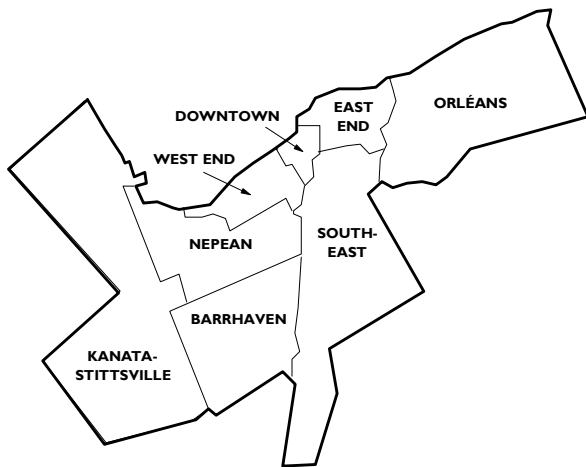 EAST
END
ORLÉANS
DOWNTOWN
WEST END
SOUTH-
EAST
NEPEAN
BARRHAVEN
KANATA-
STITTSVILLE